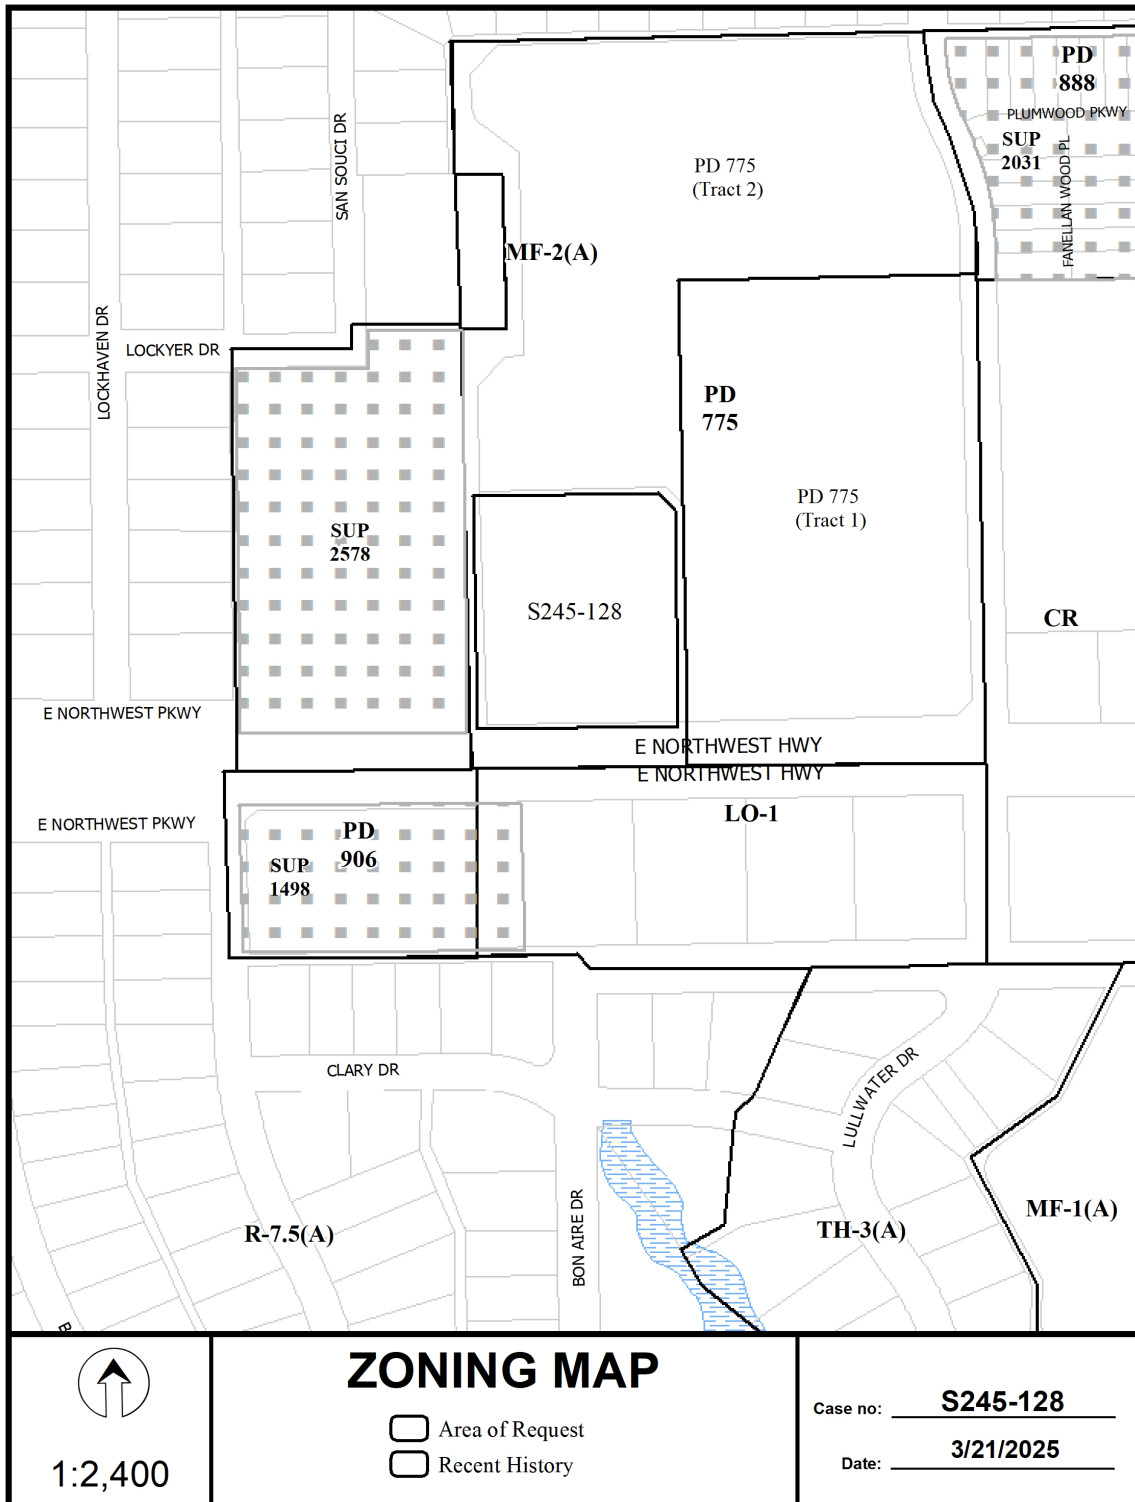 PD
888
PLUMWOOD PKWY
SUP
2031
FANELLAN WOOD PL
SAN SOUCI DR
PD 775
(Tract 2)
MF-2(A)
LOCKHAVEN DR
LOCKYER DR
PD
775
PD 775
(Tract 1)
SUP
2578
S245-128
CR
E NORTHWEST PKWY
E NORTHWEST HWY
E NORTHWEST HWY
LO-1
E NORTHWEST PKWY
PD
906
SUP
1498
CLARY DR
LULLWATER DR
BON AIRE DR
R-7.5(A)
TH-3(A)
MF-1(A)
B
ZONING MAP
Area of Request
Recent History
1:2,400
Case no: S245-128
Date: 3/21/2025